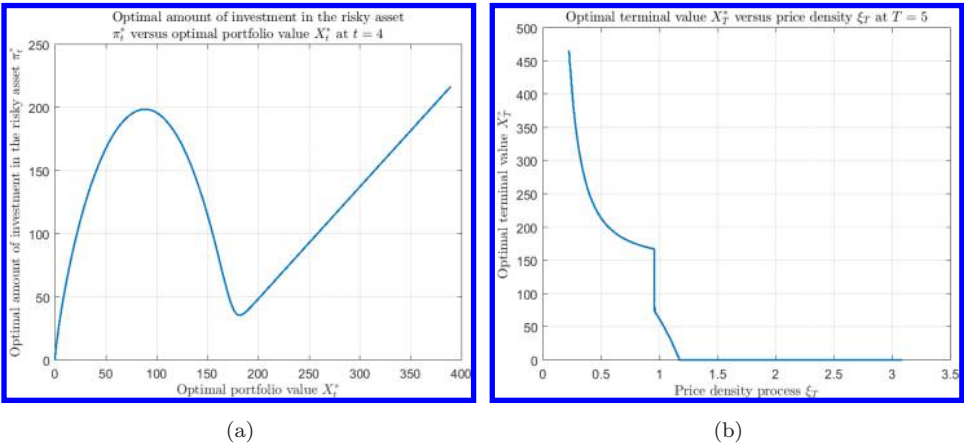 Optimal amount of investment in the risky asset
π*ₜ versus optimal portfolio value X*ₜ at t = 4
250
200
150
100
50
0
Optimal amount of investment in the risky asset π*ₜ
0 50 100 150 200 250 300 350 400
Optimal portfolio value X*ₜ
(a)
Optimal terminal value X*_T versus price density ξ_T at T = 5
500
450
400
350
300
250
200
150
100
50
0
Optimal terminal value X*_T
0 0.5 1 1.5 2 2.5 3 3.5
Price density process ξ_T
(b)